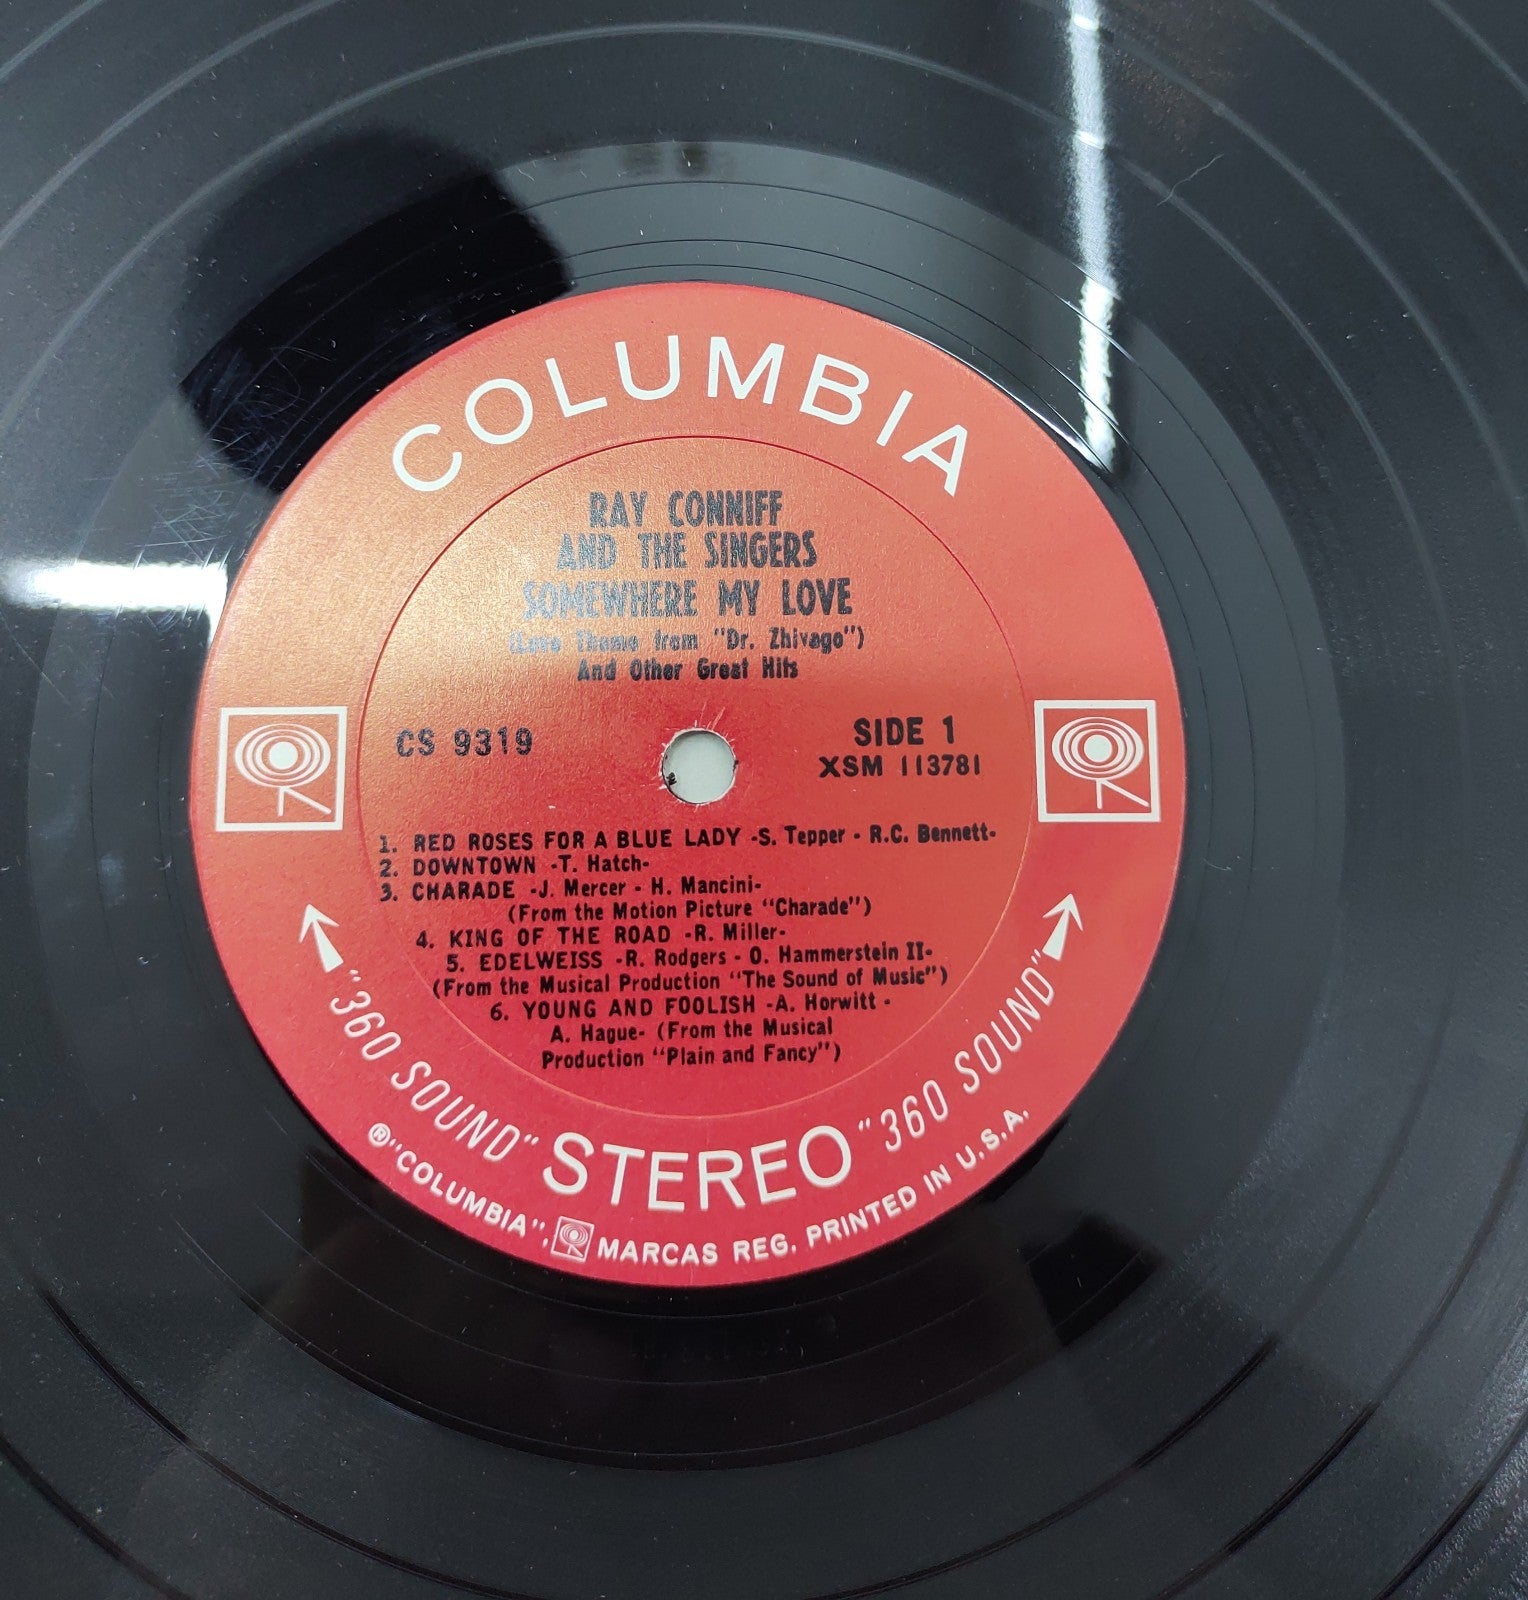 COLUMBIA
RAY CONNIFF
AND THE SINGERS
SOMEWHERE MY LOVE
(Love Theme from "Dr. Zhivago")
And Other Great Hits
CS 9319
SIDE 1
XSM 113781
1. RED ROSES FOR A BLUE LADY -S. Tepper - R.C. Bennett-
2. DOWNTOWN -T. Hatch-
3. CHARADE -J. Mercer - H. Mancini-
(From the Motion Picture "Charade")
4. KING OF THE ROAD -R. Miller-
5. EDELWEISS -R. Rodgers - O. Hammerstein II-
(From the Musical Production "The Sound of Music")
6. YOUNG AND FOOLISH -A. Horwitt -
A. Hague- (From the Musical
Production "Plain and Fancy")
"360 SOUND" STEREO "360 SOUND"
®"COLUMBIA", MARCAS REG. PRINTED IN U.S.A.